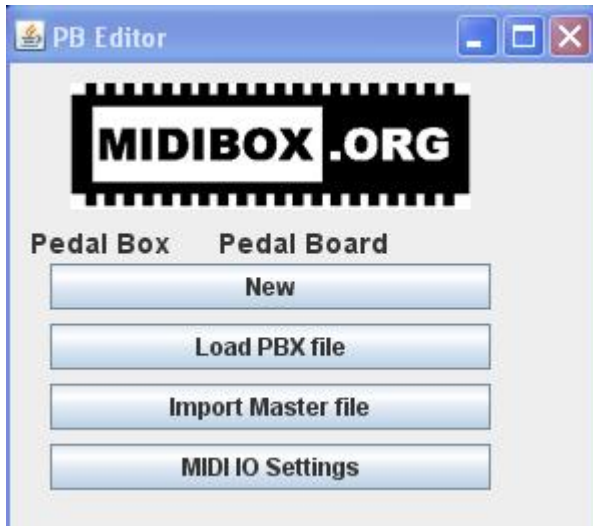 PB Editor
MIDIBOX.ORG
Pedal Box Pedal Board
New
Load PBX file
Import Master file
MIDI IO Settings